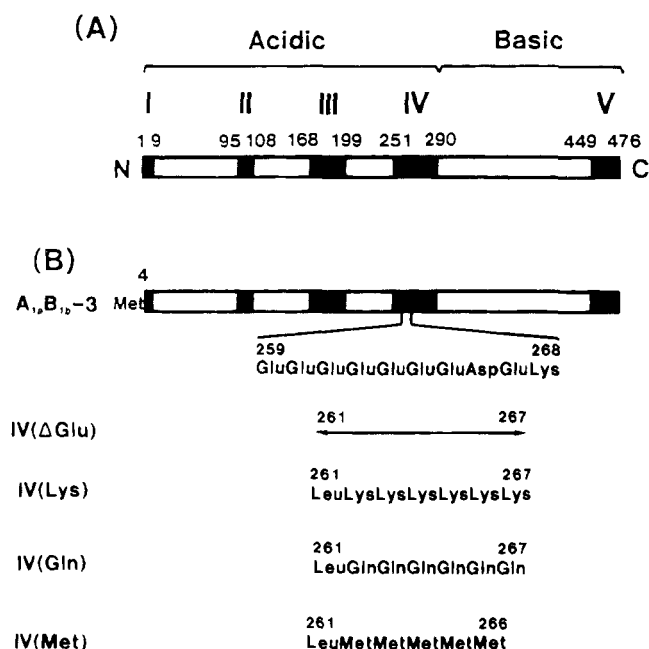 (A)
Acidic Basic
I II III IV V
1 9 95 108 168 199 251 290 449 476
N C
(B)
4
A1aB1b-3 Met
259 268
GluGluGluGluGluGluGluAspGluLys
261 267
IV(ΔGlu)
261 267
IV(Lys) LeuLysLysLysLysLysLys
261 267
IV(Gln) LeuGlnGlnGlnGlnGlnGln
261 266
IV(Met) LeuMetMetMetMetMet